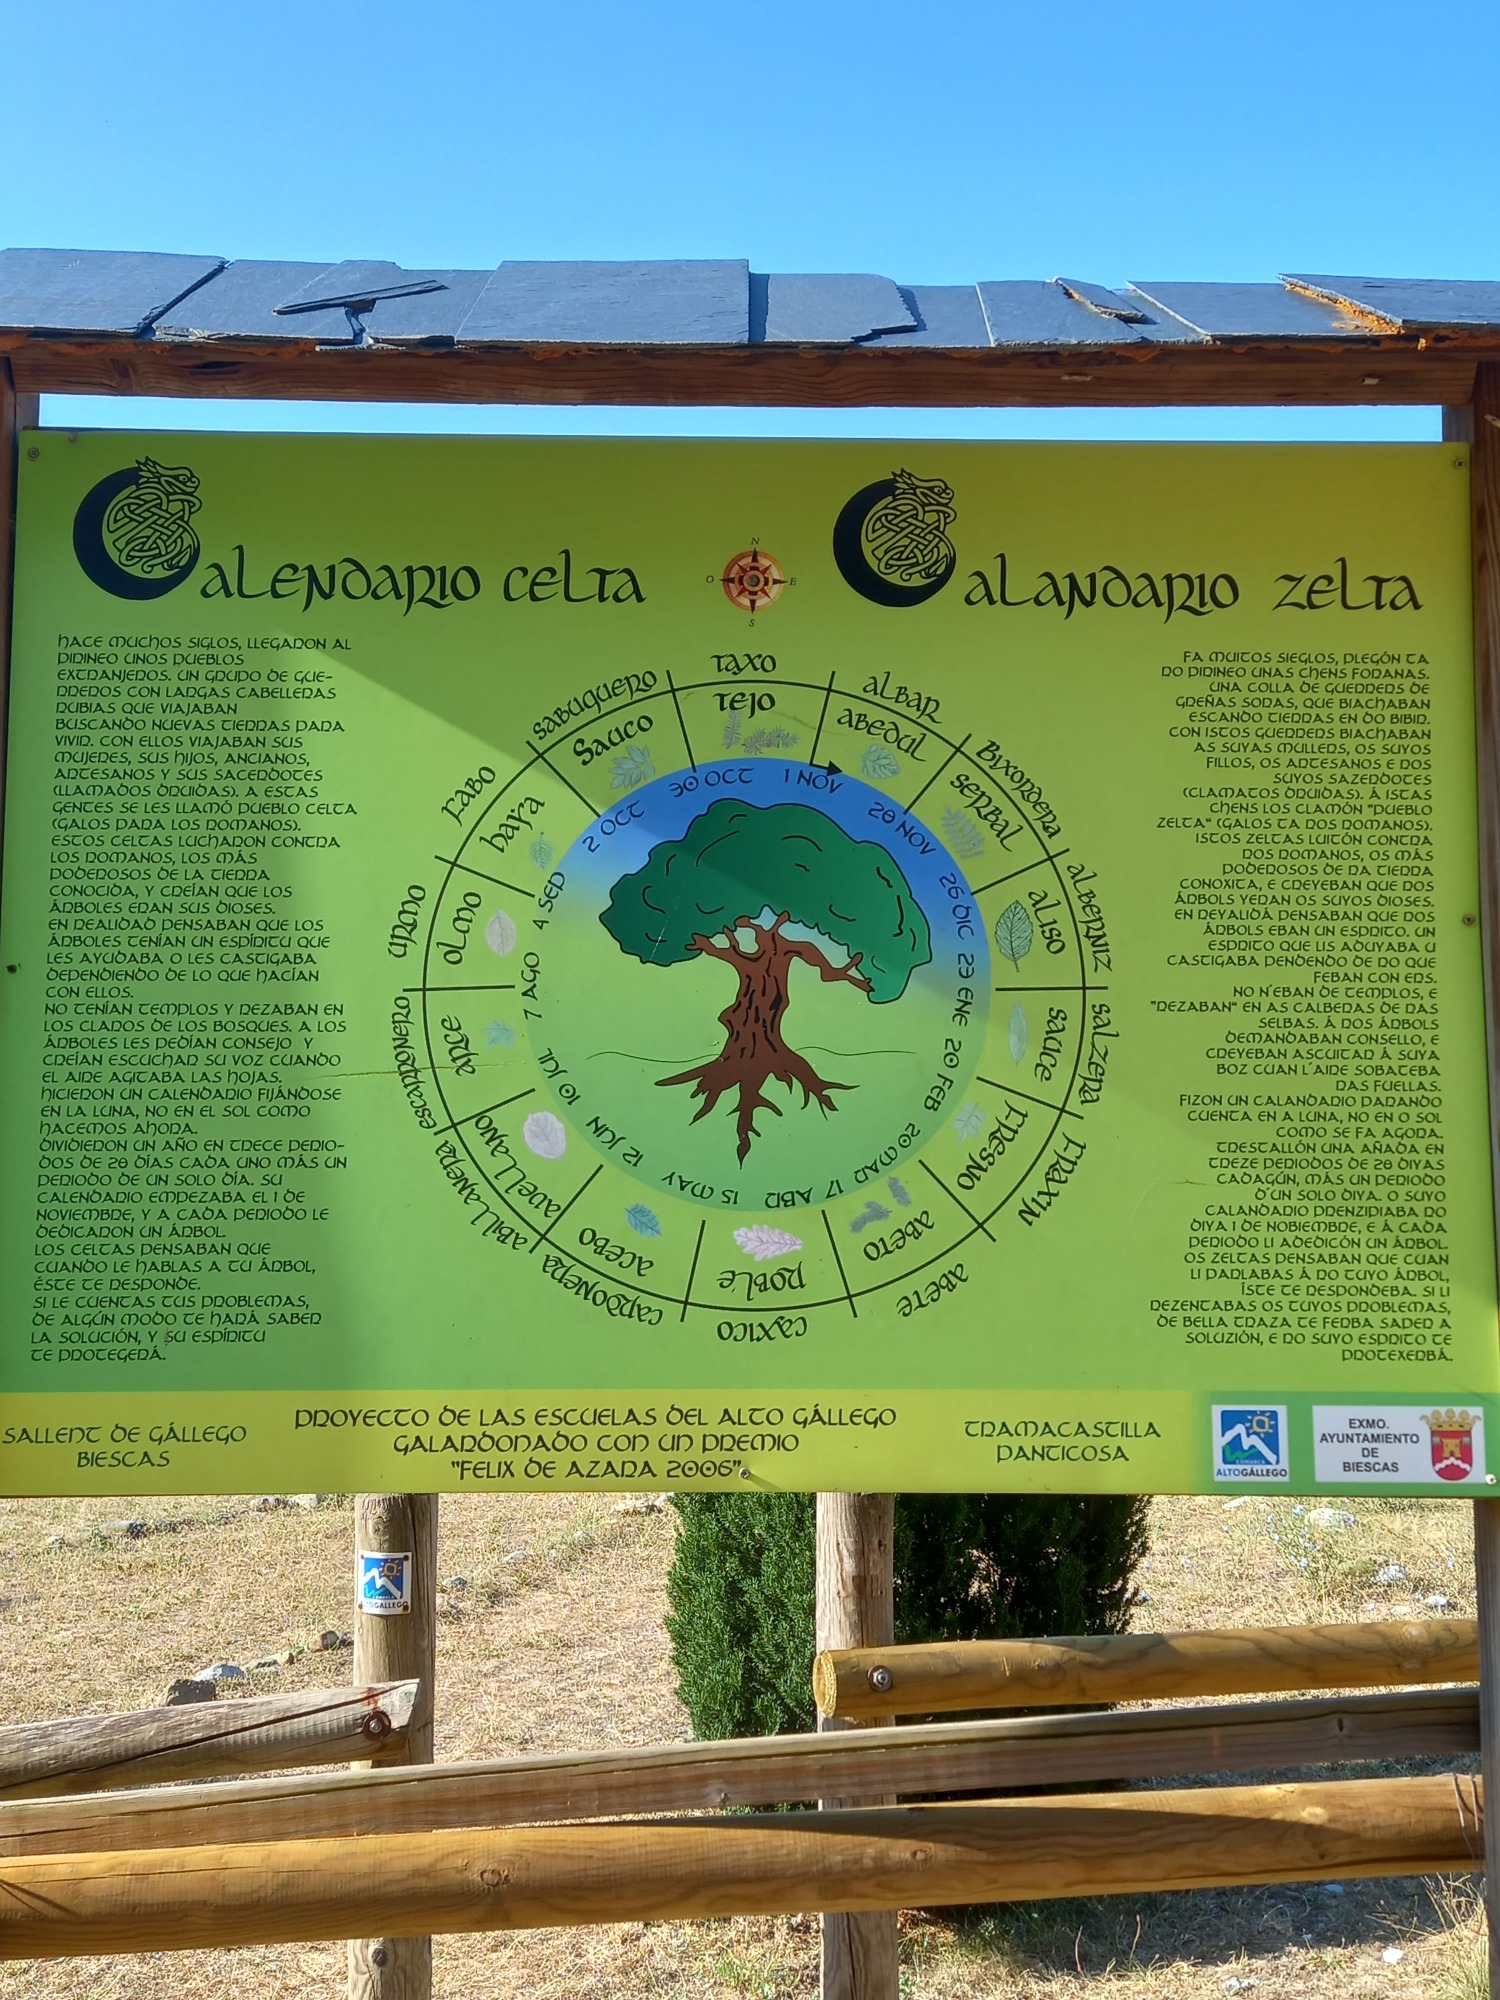 CALENDARIO CELTA
N
O E
S
CALANDARIO ZELTA
HACE MUCHOS SIGLOS, LLEGARON AL
PIRINEO UNOS PUEBLOS
EXTRANJEROS. UN GRUPO DE GUE-
RREROS CON LARGAS CABELLERAS
RUBIAS QUE VIAJABAN
BUSCANDO NUEVAS TIERRAS PARA
VIVIR. CON ELLOS VIAJABAN SUS
MUJERES, SUS HIJOS, ANCIANOS,
ARTESANOS Y SUS SACERDOTES
(LLAMADOS DRUIDAS). A ESTAS
GENTES SE LES LLAMÓ PUEBLO CELTA
(GALOS PARA LOS ROMANOS).
ESTOS CELTAS LUCHARON CONTRA
LOS ROMANOS, LOS MÁS
PODEROSOS DE LA TIERRA
CONOCIDA, Y CREÍAN QUE LOS
ÁRBOLES ERAN SUS DIOSES.
EN REALIDAD PENSABAN QUE LOS
ÁRBOLES TENÍAN UN ESPÍRITU QUE
LES AYUDABA O LES CASTIGABA
DEPENDIENDO DE LO QUE HACÍAN
CON ELLOS.
NO TENÍAN TEMPLOS Y REZABAN EN
LOS CLAROS DE LOS BOSQUES. A LOS
ÁRBOLES LES PEDÍAN CONSEJO Y
CREÍAN ESCUCHAR SU VOZ CUANDO
EL AIRE AGITABA LAS HOJAS.
HICIERON UN CALENDARIO FIJÁNDOSE
EN LA LUNA, NO EN EL SOL COMO
HACEMOS AHORA.
DIVIDIERON UN AÑO EN TRECE PERIO-
DOS DE 28 DÍAS CADA UNO MÁS UN
PERIODO DE UN SOLO DÍA. SU
CALENDARIO EMPEZABA EL 1 DE
NOVIEMBRE, Y A CADA PERIODO LE
DEDICARON UN ÁRBOL.
LOS CELTAS PENSABAN QUE
CUANDO LE HABLAS A TU ÁRBOL,
ÉSTE TE RESPONDE.
SI LE CUENTAS TUS PROBLEMAS,
DE ALGÚN MODO TE HARÁ SABER
LA SOLUCIÓN, Y SU ESPÍRITU
TE PROTEGERÁ.
TAXO
TEJO
ALBAR
ABEDUL
BIXORDERA
SERBAL
ALBERNIZ
ALISO
SALZERA
SAUCE
FRAXIN
FRESNO
ABETE
ABETO
CAXICO
ROBLE
CARDONERA
ACEBO
ABILLANERA
AVELLANO
ESCARRONERO
ARCE
URMO
OLMO
FABO
HAYA
SABUQUERO
SAUCO
30 OCT
1 NOV
28 NOV
26 DIC
23 ENE
20 FEB
20 MAR
17 ABR
15 MAY
12 JUN
10 JUL
7 AGO
4 SEP
2 OCT
FA MUITOS SIEGLOS, PLEGÓN TA
RO PIRINEO UNAS CHENS FORANAS.
UNA COLLA DE GUERRERS DE
GREÑAS SORAS, QUE BIACHABAN
ESCANDO TIERRAS EN DO BIBIR.
CON ISTOS GUERRERS BIACHABAN
AS SUYAS MULLERS, OS SUYOS
FILLOS, OS ARTESANOS E ROS
SUYOS SAZERDOTES
(CLAMATOS DRUIDAS). Á ISTAS
CHENS LOS CLAMÓN "PUEBLO
ZELTA" (GALOS TA ROS ROMANOS).
ISTOS ZELTAS LUITÓN CONTRA
ROS ROMANOS, OS MÁS
PODEROSOS DE RA TIERRA
CONOXITA, E CREYEBAN QUE ROS
ÁRBOLS YERAN OS SUYOS DIOSES.
EN REYALIDÁ PENSABAN QUE ROS
ÁRBOLS EBAN UN ESPRITO. UN
ESPRITO QUE LIS ADUYABA U
CASTIGABA PENDENDO DE RO QUE
FEBAN CON ERS.
NO N'EBAN DE TEMPLOS, E
"REZABAN" EN AS CALBERAS DE RAS
SELBAS. Á ROS ÁRBOLS
DEMANDABAN CONSELLO, E
CREYEBAN ASCUITAR Á SUYA
BOZ CUAN L'AIRE SOBATEBA
RAS FUELLAS.
FIZON UN CALANDARIO PARANDO
CUENTA EN A LUNA, NO EN O SOL
COMO SE FA AGORA.
TRESTALLÓN UNA AÑADA EN
TREZE PERIODOS DE 28 DIYAS
CADAGÚN, MÁS UN PERIODO
D'UN SOLO DIYA. O SUYO
CALANDARIO PRENZIPIABA RO
DIYA 1 DE NOBIEMBRE, E Á CADA
PERIODO LI ADEDICÓN UN ÁRBOL.
OS ZELTAS PENSABAN QUE CUAN
LI PARLABAS Á RO TUYO ÁRBOL,
ÍSTE TE RESPONDEBA. SI LI
REZENTABAS OS TUYOS PROBLEMAS,
DE BELLA TRAZA TE FERBA SAPER A
SOLUZIÓN, E RO SUYO ESPRITO TE
PROTEXERBÁ.
SALLENT DE GÁLLEGO
BIESCAS
PROYECTO DE LAS ESCUELAS DEL ALTO GÁLLEGO
GALARDONADO CON UN PREMIO
"FELIX DE AZARA 2006"
TRAMACASTILLA
PANTICOSA
COMARCA
ALTOGÁLLEGO
EXMO.
AYUNTAMIENTO
DE
BIESCAS
COMARCA
ALTOGÁLLEGO